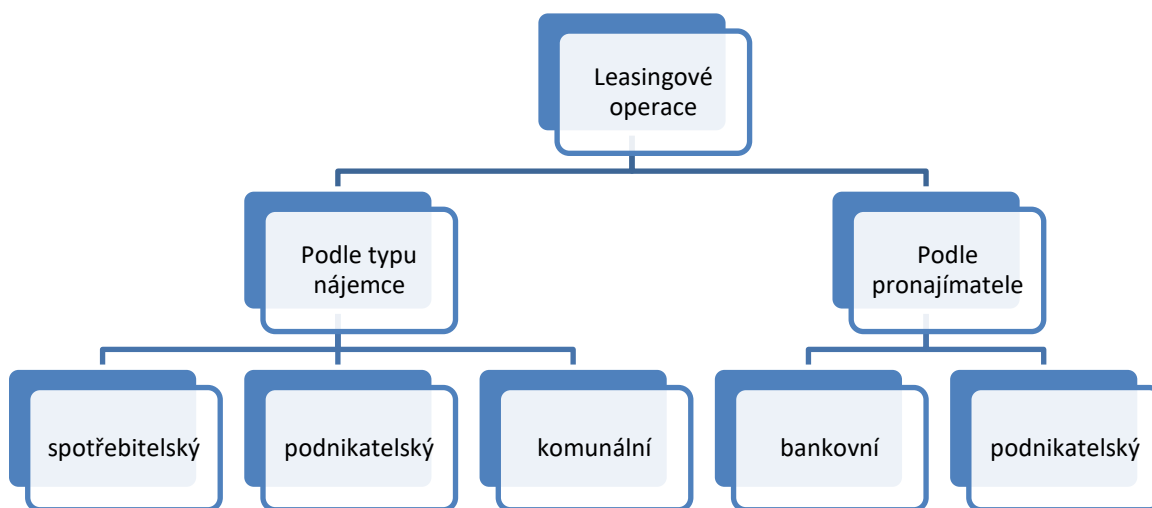 Leasingové
operace
Podle typu
nájemce
Podle
pronajímatele
spotřebitelský
podnikatelský
komunální
bankovní
podnikatelský